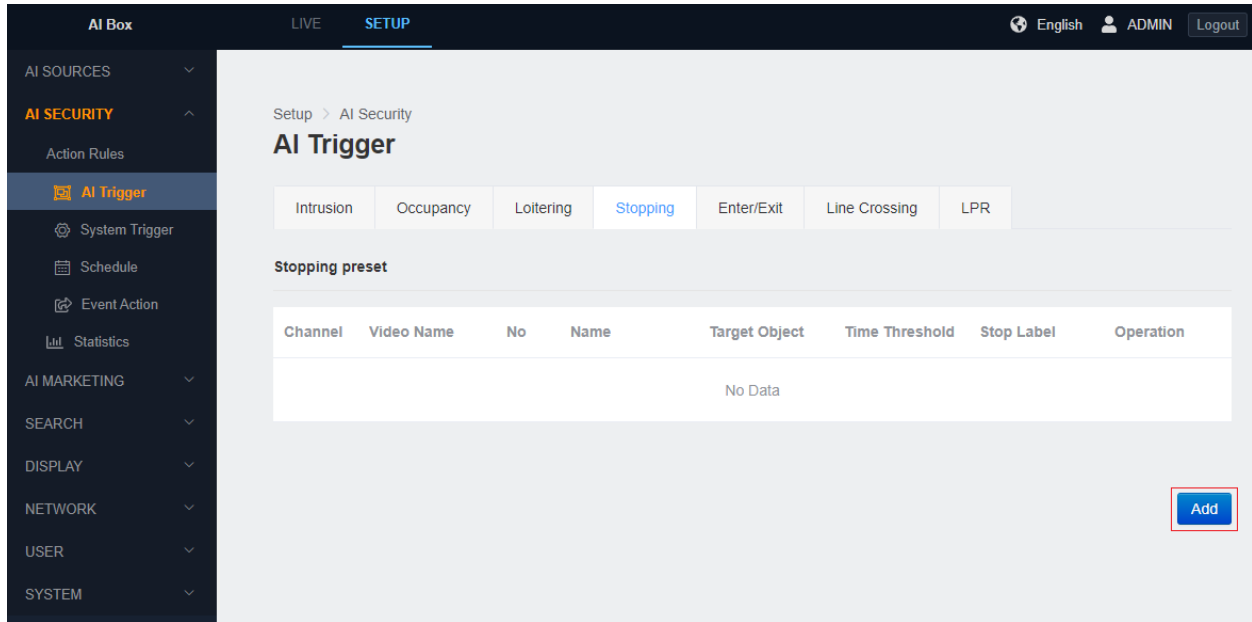 AI Box LIVE SETUP English ADMIN Logout
AI SOURCES
AI SECURITY
Action Rules
AI Trigger
System Trigger
Schedule
Event Action
Statistics
AI MARKETING
SEARCH
DISPLAY
NETWORK
USER
SYSTEM
Setup > AI Security
AI Trigger
Intrusion Occupancy Loitering Stopping Enter/Exit Line Crossing LPR
Stopping preset
Channel Video Name No Name Target Object Time Threshold Stop Label Operation
No Data
Add